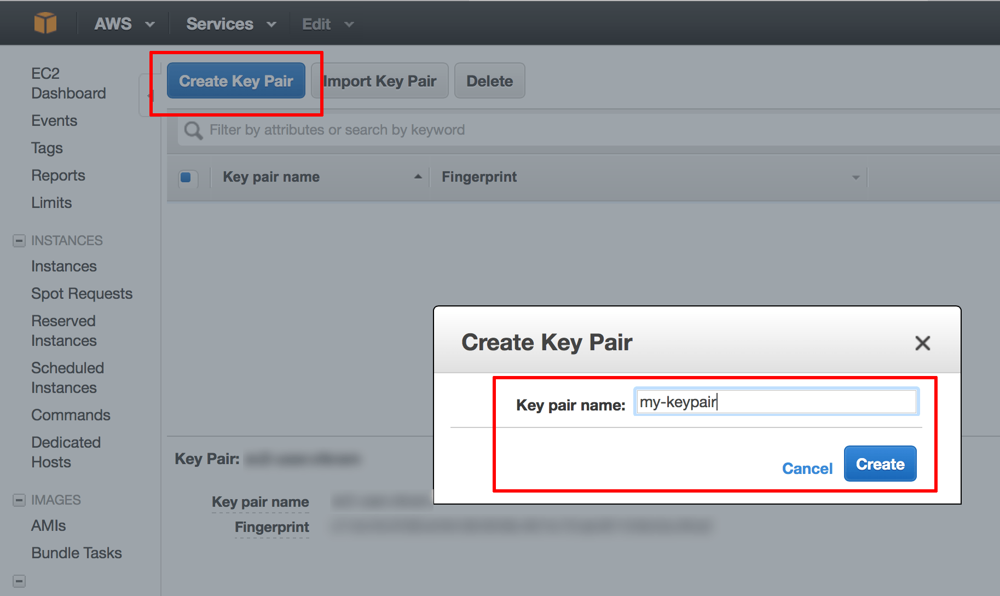 AWS Services Edit
EC2
Dashboard
Events
Tags
Reports
Limits
INSTANCES
Instances
Spot Requests
Reserved
Instances
Scheduled
Instances
Commands
Dedicated
Hosts
IMAGES
AMIs
Bundle Tasks
Create Key Pair Import Key Pair Delete
Filter by attributes or search by keyword
Key pair name Fingerprint
Create Key Pair
Key pair name: my-keypair
Cancel Create
Key Pair:
Key pair name
Fingerprint